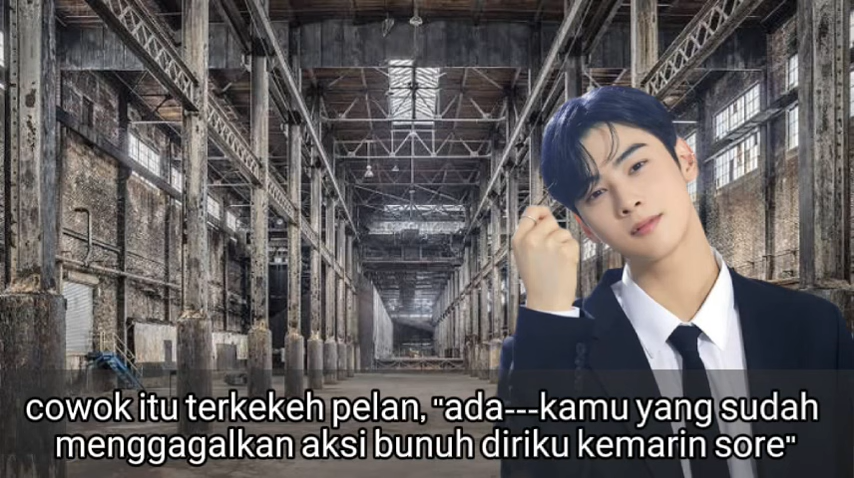 cowok itu terkekeh pelan, "ada---kamu yang sudah
menggagalkan aksi bunuh diriku kemarin sore"